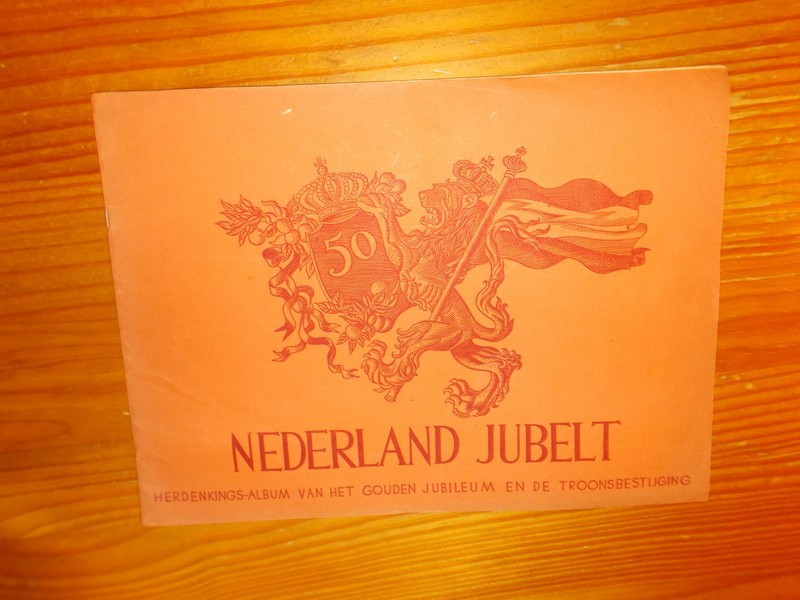 50
NEDERLAND JUBELT
HERDENKINGS-ALBUM VAN HET GOUDEN JUBILEUM EN DE TROONSBESTIJGING